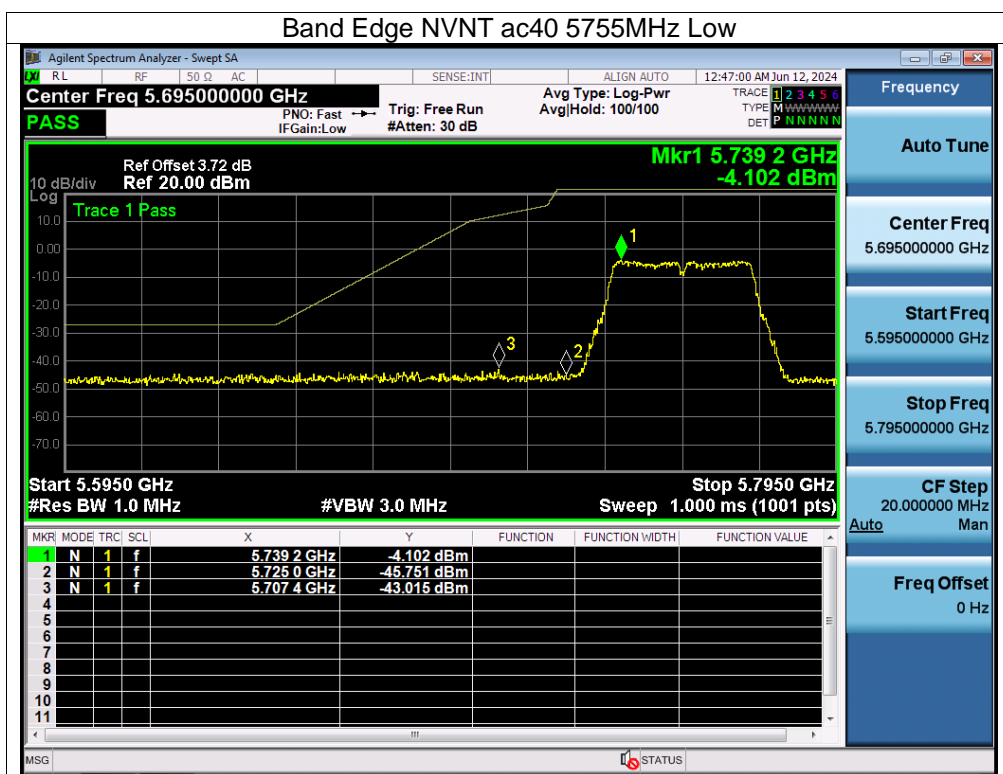 Band Edge NVNT ac40 5755MHz Low
Agilent Spectrum Analyzer - Swept SA
LXI RL RF 50 Ω AC SENSE:INT ALIGN AUTO 12:47:00 AM Jun 12, 2024
Center Freq 5.695000000 GHz
PASS
PNO: Fast
IFGain:Low
Trig: Free Run
#Atten: 30 dB
Avg Type: Log-Pwr
Avg|Hold: 100/100
TRACE 1 2 3 4 5 6
TYPE M WWWWW
DET P N N N N N
Ref Offset 3.72 dB
Ref 20.00 dBm
10 dB/div
Log
Mkr1 5.739 2 GHz
-4.102 dBm
Trace 1 Pass
10.0
0.00
-10.0
-20.0
-30.0
-40.0
-50.0
-60.0
-70.0
1
2
3
Start 5.5950 GHz Stop 5.7950 GHz
#Res BW 1.0 MHz #VBW 3.0 MHz Sweep 1.000 ms (1001 pts)
MKR MODE TRC SCL X Y FUNCTION FUNCTION WIDTH FUNCTION VALUE
1 N 1 f 5.739 2 GHz -4.102 dBm
2 N 1 f 5.725 0 GHz -45.751 dBm
3 N 1 f 5.707 4 GHz -43.015 dBm
4
5
6
7
8
9
10
11
MSG STATUS
Frequency
Auto Tune
Center Freq
5.695000000 GHz
Start Freq
5.595000000 GHz
Stop Freq
5.795000000 GHz
CF Step
20.000000 MHz
Auto Man
Freq Offset
0 Hz